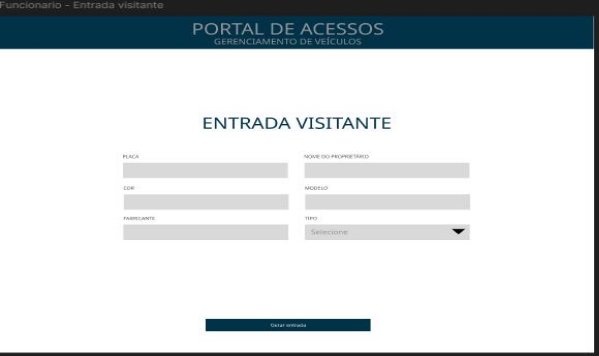 Funcionario - Entrada visitante
PORTAL DE ACESSOS
GERENCIAMENTO DE VEÍCULOS
ENTRADA VISITANTE
PLACA
NOME DO PROPRIETÁRIO
COR
MODELO
FABRICANTE
TIPO
Selecione
Gerar entrada